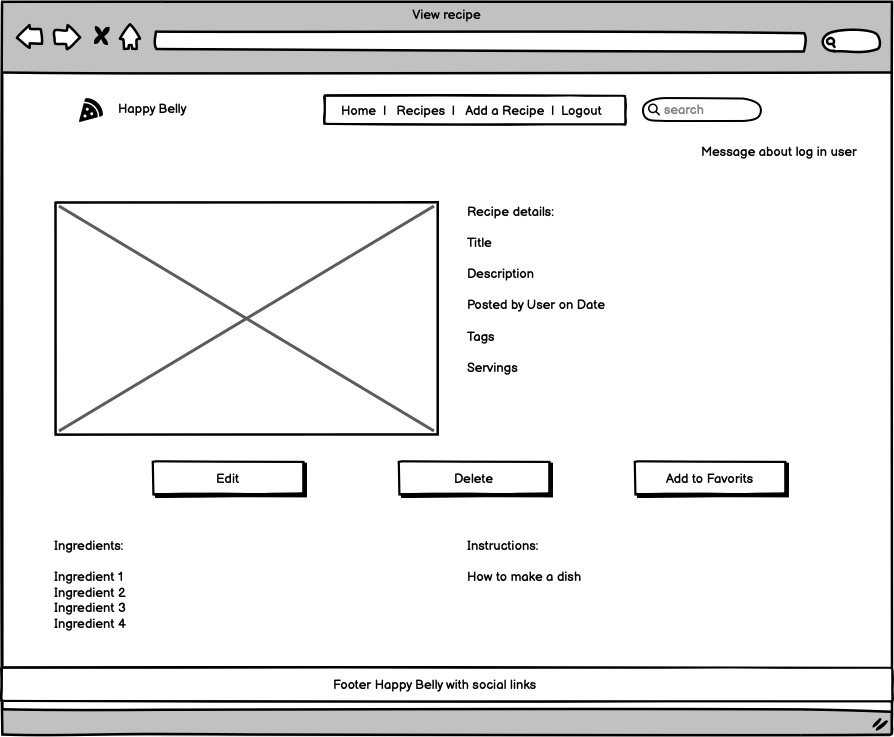 View recipe
Happy Belly
Home | Recipes | Add a Recipe | Logout
search
Message about log in user
Recipe details:
Title
Description
Posted by User on Date
Tags
Servings
Edit
Delete
Add to Favorits
Ingredients:
Ingredient 1
Ingredient 2
Ingredient 3
Ingredient 4
Instructions:
How to make a dish
Footer Happy Belly with social links